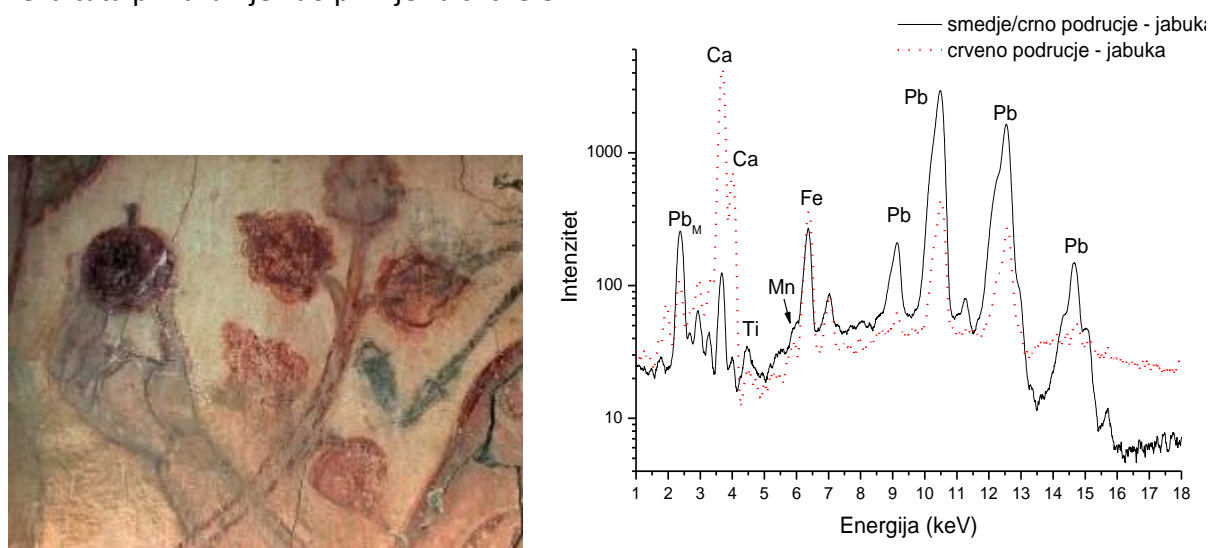 smedje/crno podrucje - jabuka
crveno podrucje - jabuka
Ca
Pb
Pb
Ca
Fe
Pb
Pb_M
Pb
Mn
Ti
1000
100
10
Intenzitet
1 2 3 4 5 6 7 8 9 10 11 12 13 14 15 16 17 18
Energija (keV)